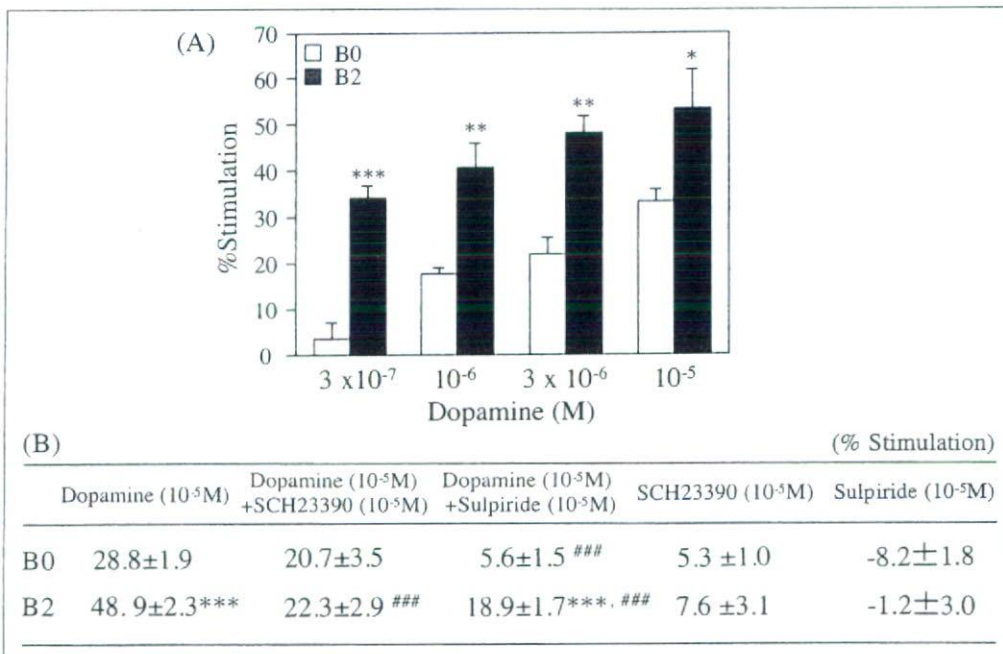 (A)
70
60
50
40
30
20
10
0
%Stimulation
B0
B2
***
**
**
*
3 x10⁻⁷ 10⁻⁶ 3 x 10⁻⁶ 10⁻⁵
Dopamine (M)
(B) (% Stimulation)
Dopamine (10⁻⁵M) Dopamine (10⁻⁵M) +SCH23390 (10⁻⁵M) Dopamine (10⁻⁵M) +Sulpiride (10⁻⁵M) SCH23390 (10⁻⁵M) Sulpiride (10⁻⁵M)
B0 28.8±1.9 20.7±3.5 5.6±1.5 ### 5.3 ±1.0 -8.2±1.8
B2 48.9±2.3*** 22.3±2.9 ### 18.9±1.7***, ### 7.6 ±3.1 -1.2±3.0